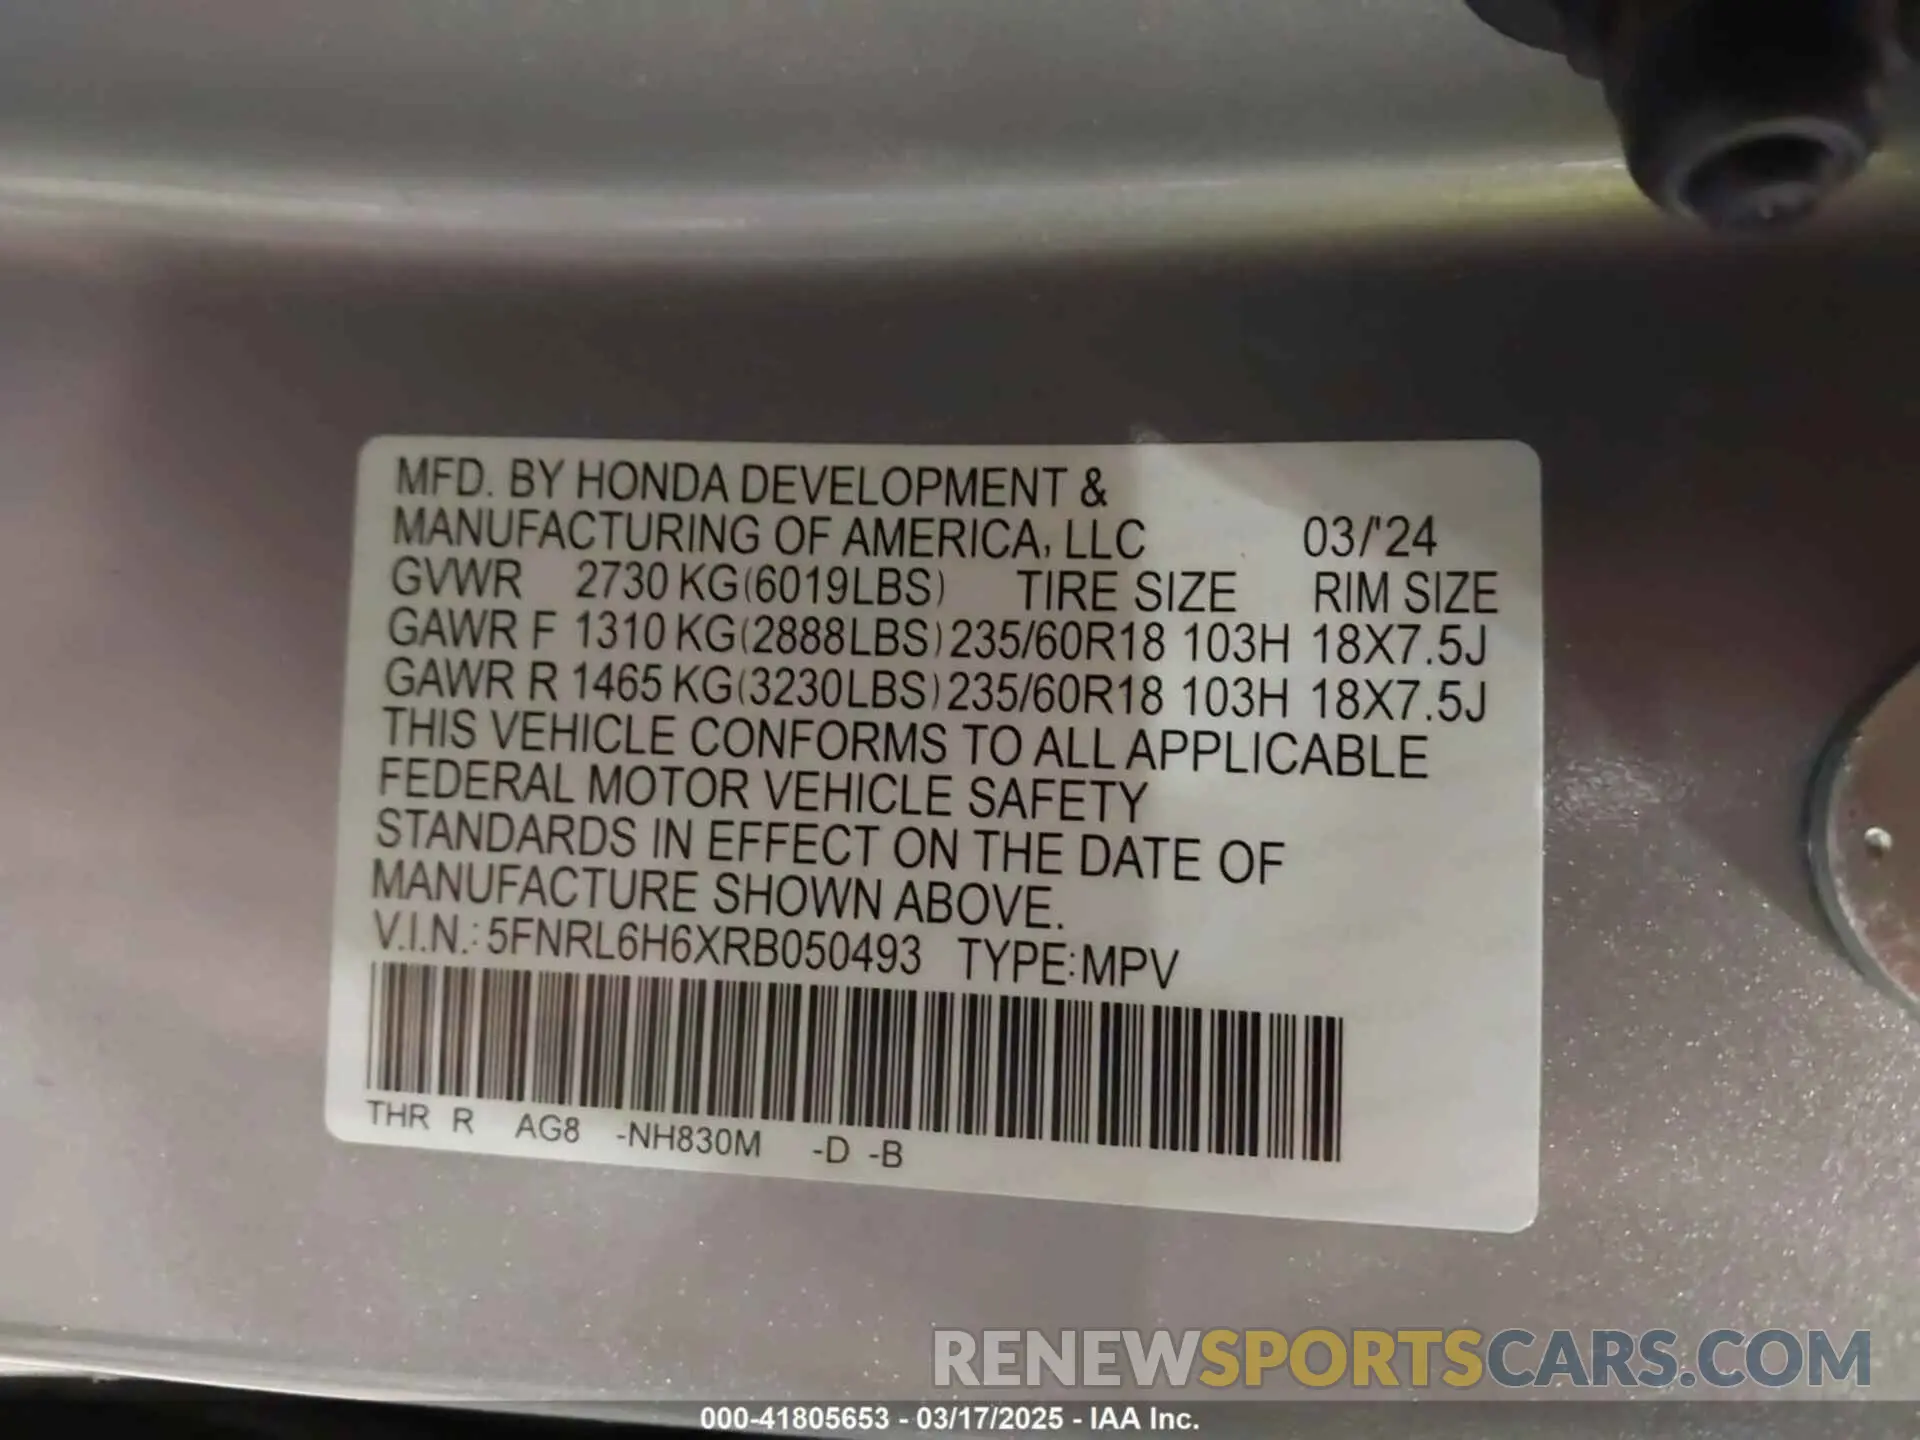 MFD. BY HONDA DEVELOPMENT &
MANUFACTURING OF AMERICA, LLC 03/'24
GVWR 2730 KG(6019LBS) TIRE SIZE RIM SIZE
GAWR F 1310 KG(2888LBS) 235/60R18 103H 18X7.5J
GAWR R 1465 KG(3230LBS) 235/60R18 103H 18X7.5J
THIS VEHICLE CONFORMS TO ALL APPLICABLE
FEDERAL MOTOR VEHICLE SAFETY
STANDARDS IN EFFECT ON THE DATE OF
MANUFACTURE SHOWN ABOVE.
V.I.N.: 5FNRL6H6XRB050493 TYPE:MPV
THR R AG8 -NH830M -D -B
RENEWSPORTSCARS.COM
000-41805653 - 03/17/2025 - IAA Inc.